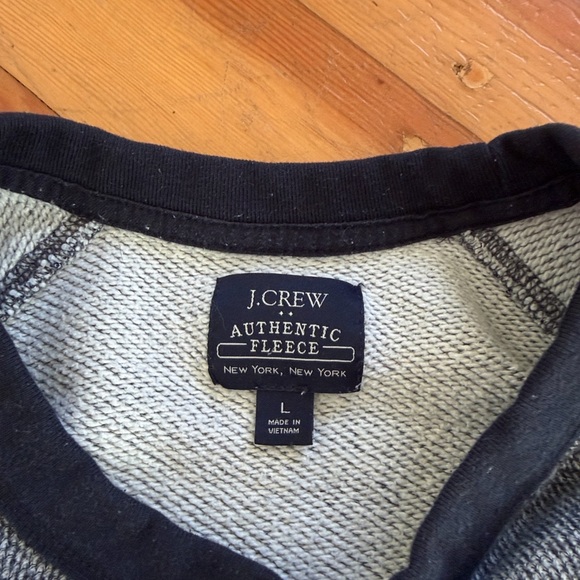 J.CREW
AUTHENTIC
FLEECE
NEW YORK, NEW YORK
L
MADE IN
VIETNAM